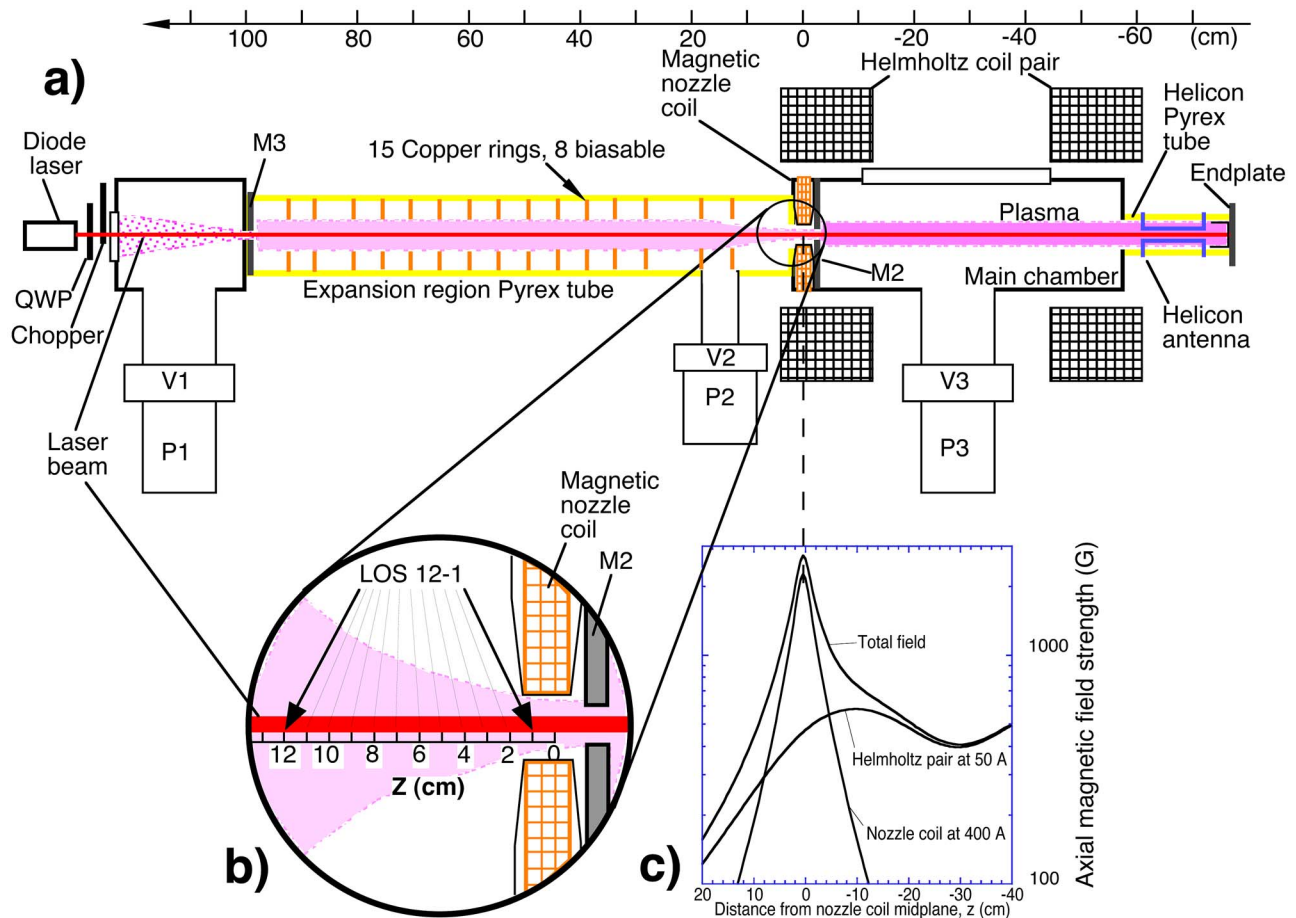 100 80 60 40 20 0 -20 -40 -60 (cm)
a)
Magnetic
nozzle
coil
Helmholtz coil pair
Helicon
Pyrex
tube
Diode
laser
M3
15 Copper rings, 8 biasable
Endplate
Plasma
QWP
Chopper
Expansion region Pyrex tube
M2
Main chamber
Helicon
antenna
V1
V2
V3
P1
P2
P3
Laser
beam
Magnetic
nozzle
coil
LOS 12-1
M2
12 10 8 6 4 2 0
Z (cm)
b)
Total field
Helmholtz pair at 50 A
Nozzle coil at 400 A
1000
100
Axial magnetic field strength (G)
c)
20 10 0 -10 -20 -30 -40
Distance from nozzle coil midplane, z (cm)